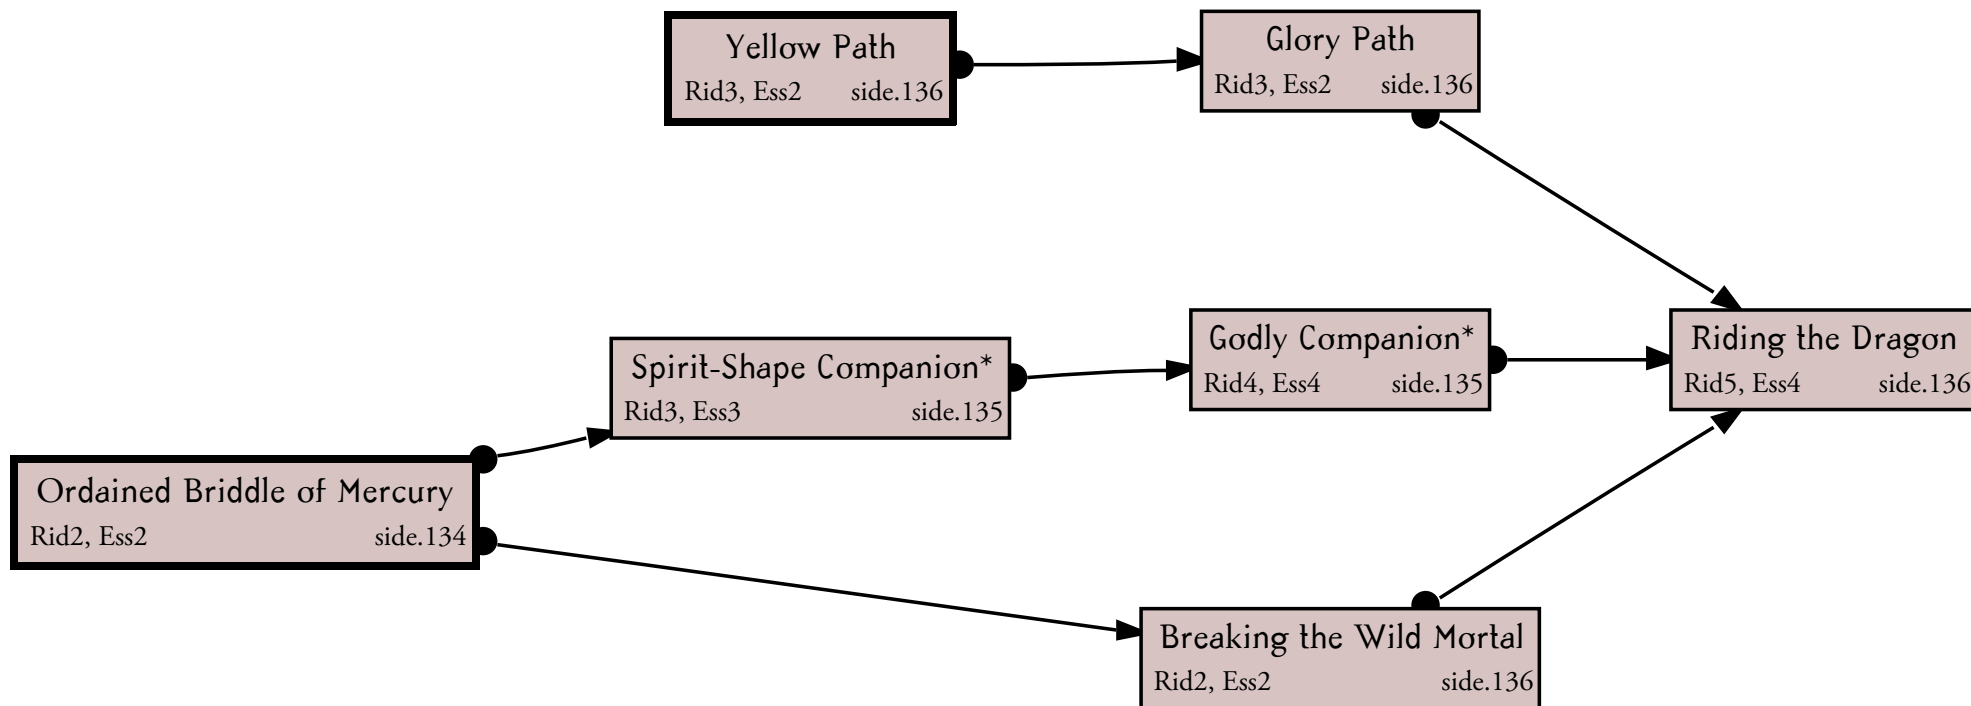 Yellow Path
Rid3, Ess2 side.136
Glory Path
Rid3, Ess2 side.136
Spirit-Shape Companion*
Rid3, Ess3 side.135
Godly Companion*
Rid4, Ess4 side.135
Riding the Dragon
Rid5, Ess4 side.136
Ordained Briddle of Mercury
Rid2, Ess2 side.134
Breaking the Wild Mortal
Rid2, Ess2 side.136